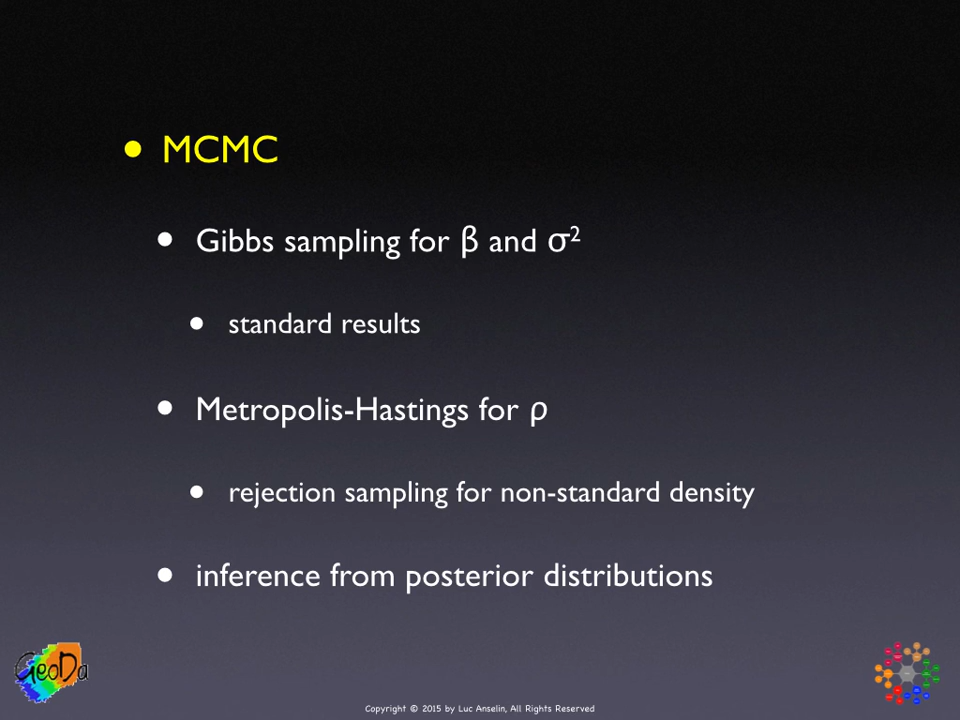 • MCMC
• Gibbs sampling for β and σ²
• standard results
• Metropolis-Hastings for ρ
• rejection sampling for non-standard density
• inference from posterior distributions
GeoDa
Copyright © 2015 by Luc Anselin, All Rights Reserved